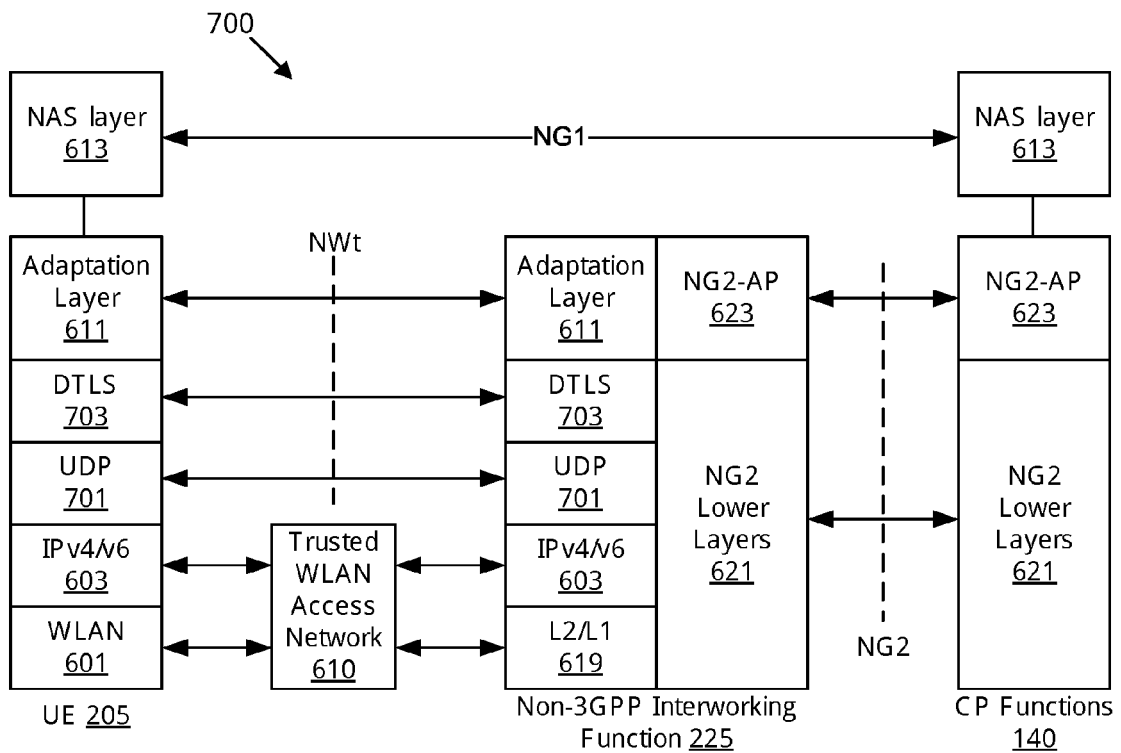 700
NAS layer
613
NG1
NAS layer
613
Adaptation
Layer
611
NWt
Adaptation
Layer
611
NG2-AP
623
NG2-AP
623
DTLS
703
DTLS
703
UDP
701
UDP
701
NG2
Lower
Layers
621
NG2
Lower
Layers
621
IPv4/v6
603
Trusted
WLAN
Access
Network
610
IPv4/v6
603
WLAN
601
L2/L1
619
NG2
UE 205
Non-3GPP Interworking
Function 225
CP Functions
140